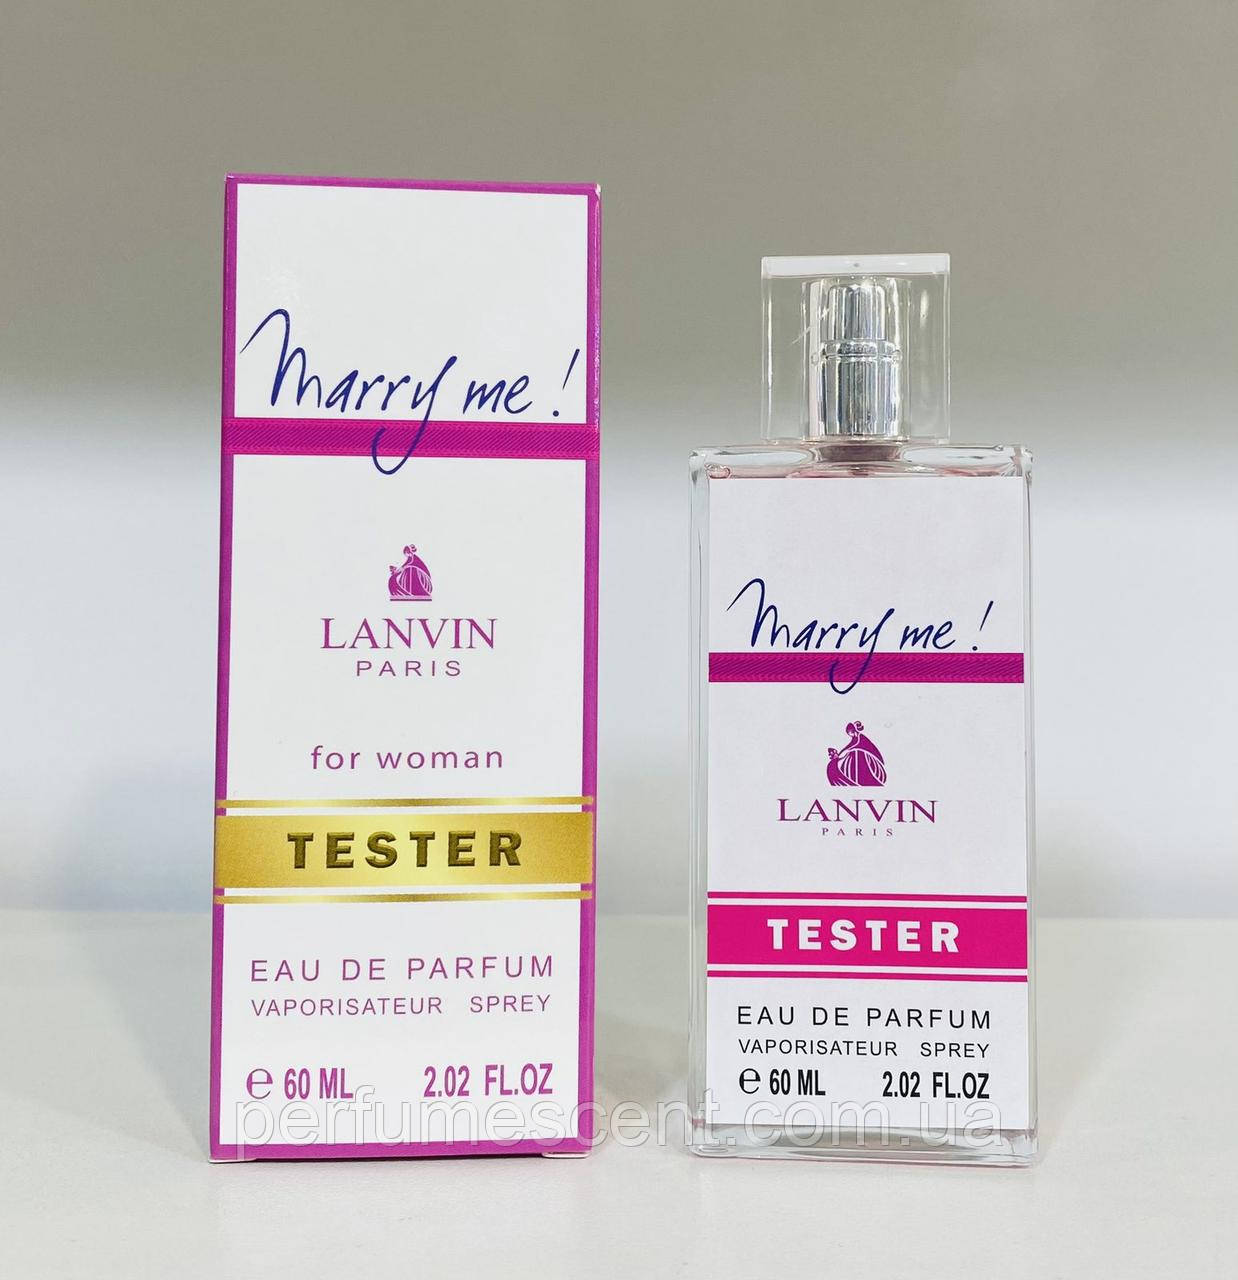 Marry me!
LANVIN
PARIS
for woman
TESTER
EAU DE PARFUM
VAPORISATEUR SPREY
e 60 ML 2.02 FL.OZ
Marry me!
LANVIN
PARIS
TESTER
EAU DE PARFUM
VAPORISATEUR SPREY
e 60 ML 2.02 FL.OZ
perfumescent.com.ua